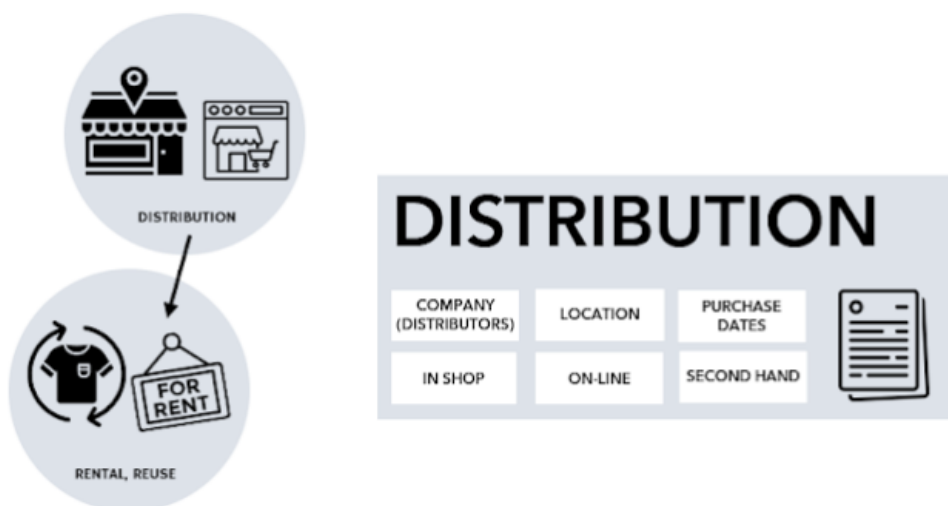 DISTRIBUTION
FOR
RENT
RENTAL, REUSE
DISTRIBUTION
COMPANY
(DISTRIBUTORS)
LOCATION
PURCHASE
DATES
IN SHOP
ON-LINE
SECOND HAND